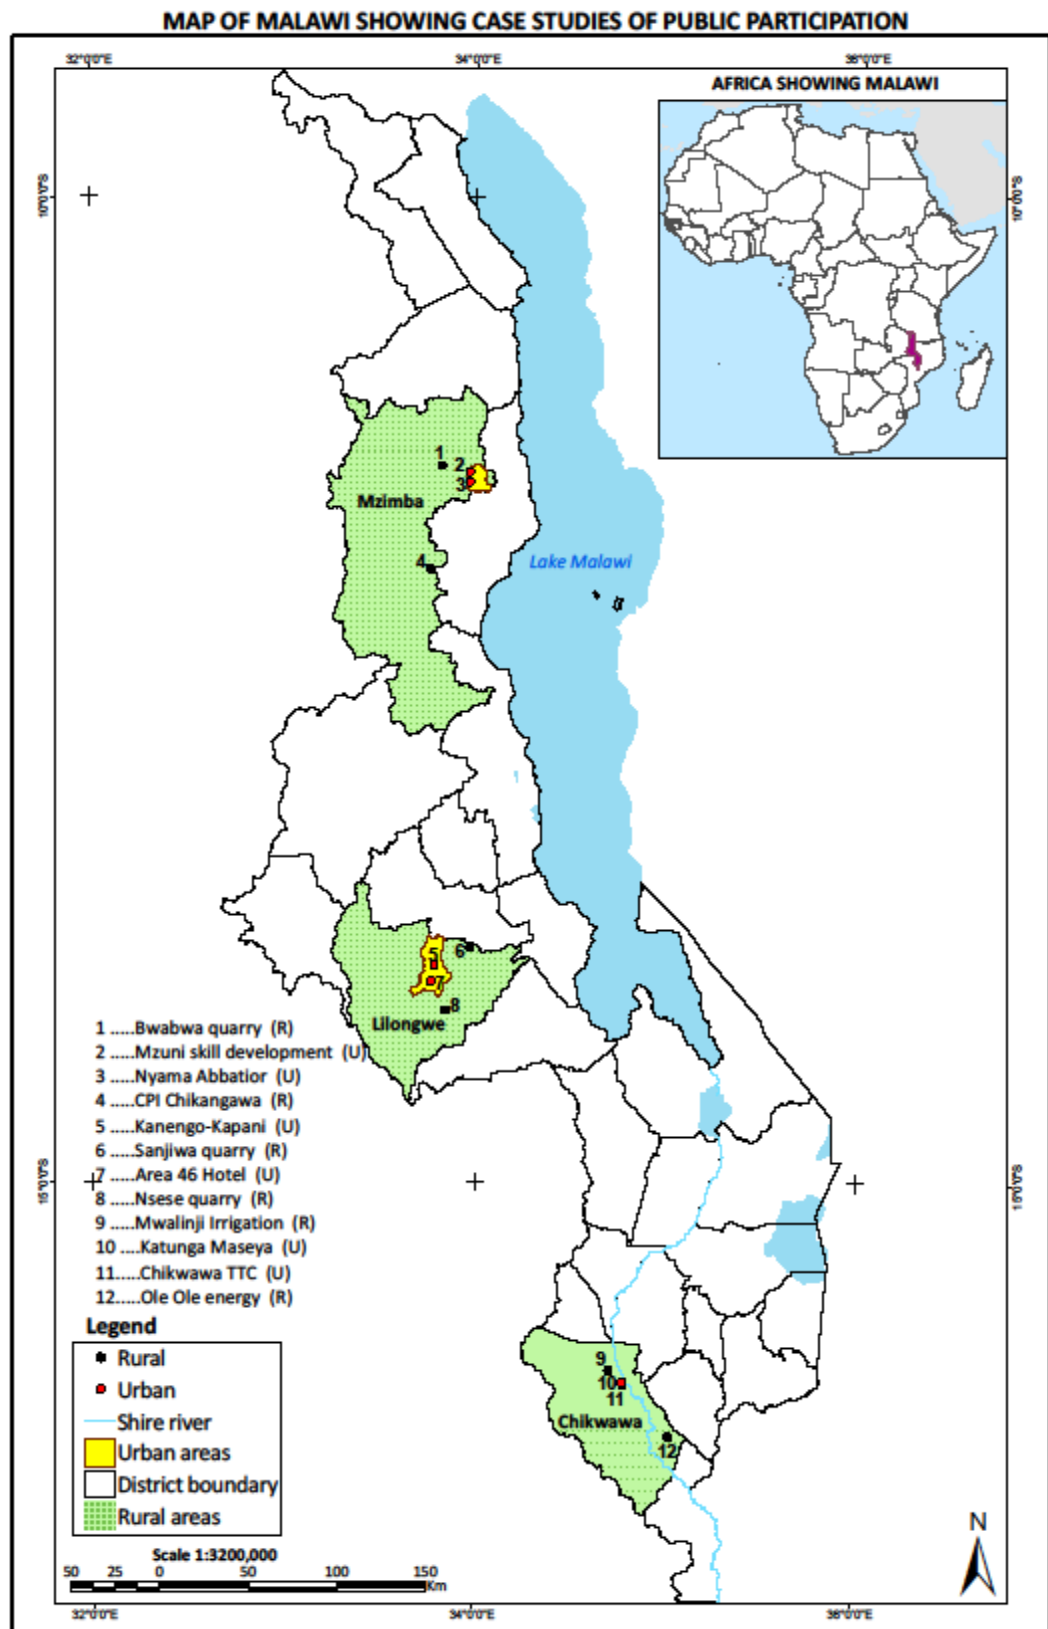 MAP OF MALAWI SHOWING CASE STUDIES OF PUBLIC PARTICIPATION
32°0'0"E
34°0'0"E
36°0'0"E
AFRICA SHOWING MALAWI
10°0'0"S
10°0'0"S
1
2
3
Mzimba
4
Lake Malawi
5
6
7
8
Lilongwe
1 .....Bwabwa quarry (R)
2 ....Mzuni skill development (U)
3 ....Nyama Abbatior (U)
4 ....CPI Chikangawa (R)
5 ....Kanengo-Kapani (U)
6 ....Sanjiwa quarry (R)
7 ....Area 46 Hotel (U)
8 ....Nsese quarry (R)
9 ....Mwalinji Irrigation (R)
10 ....Katunga Maseya (U)
11.....Chikwawa TTC (U)
12.....Ole Ole energy (R)
15°0'0"S
15°0'0"S
Legend
Rural
Urban
Shire river
Urban areas
District boundary
Rural areas
9
10
11
Chikwawa
12
N
Scale 1:3200,000
50 25 0 50 100 150
Km
32°0'0"E
34°0'0"E
36°0'0"E